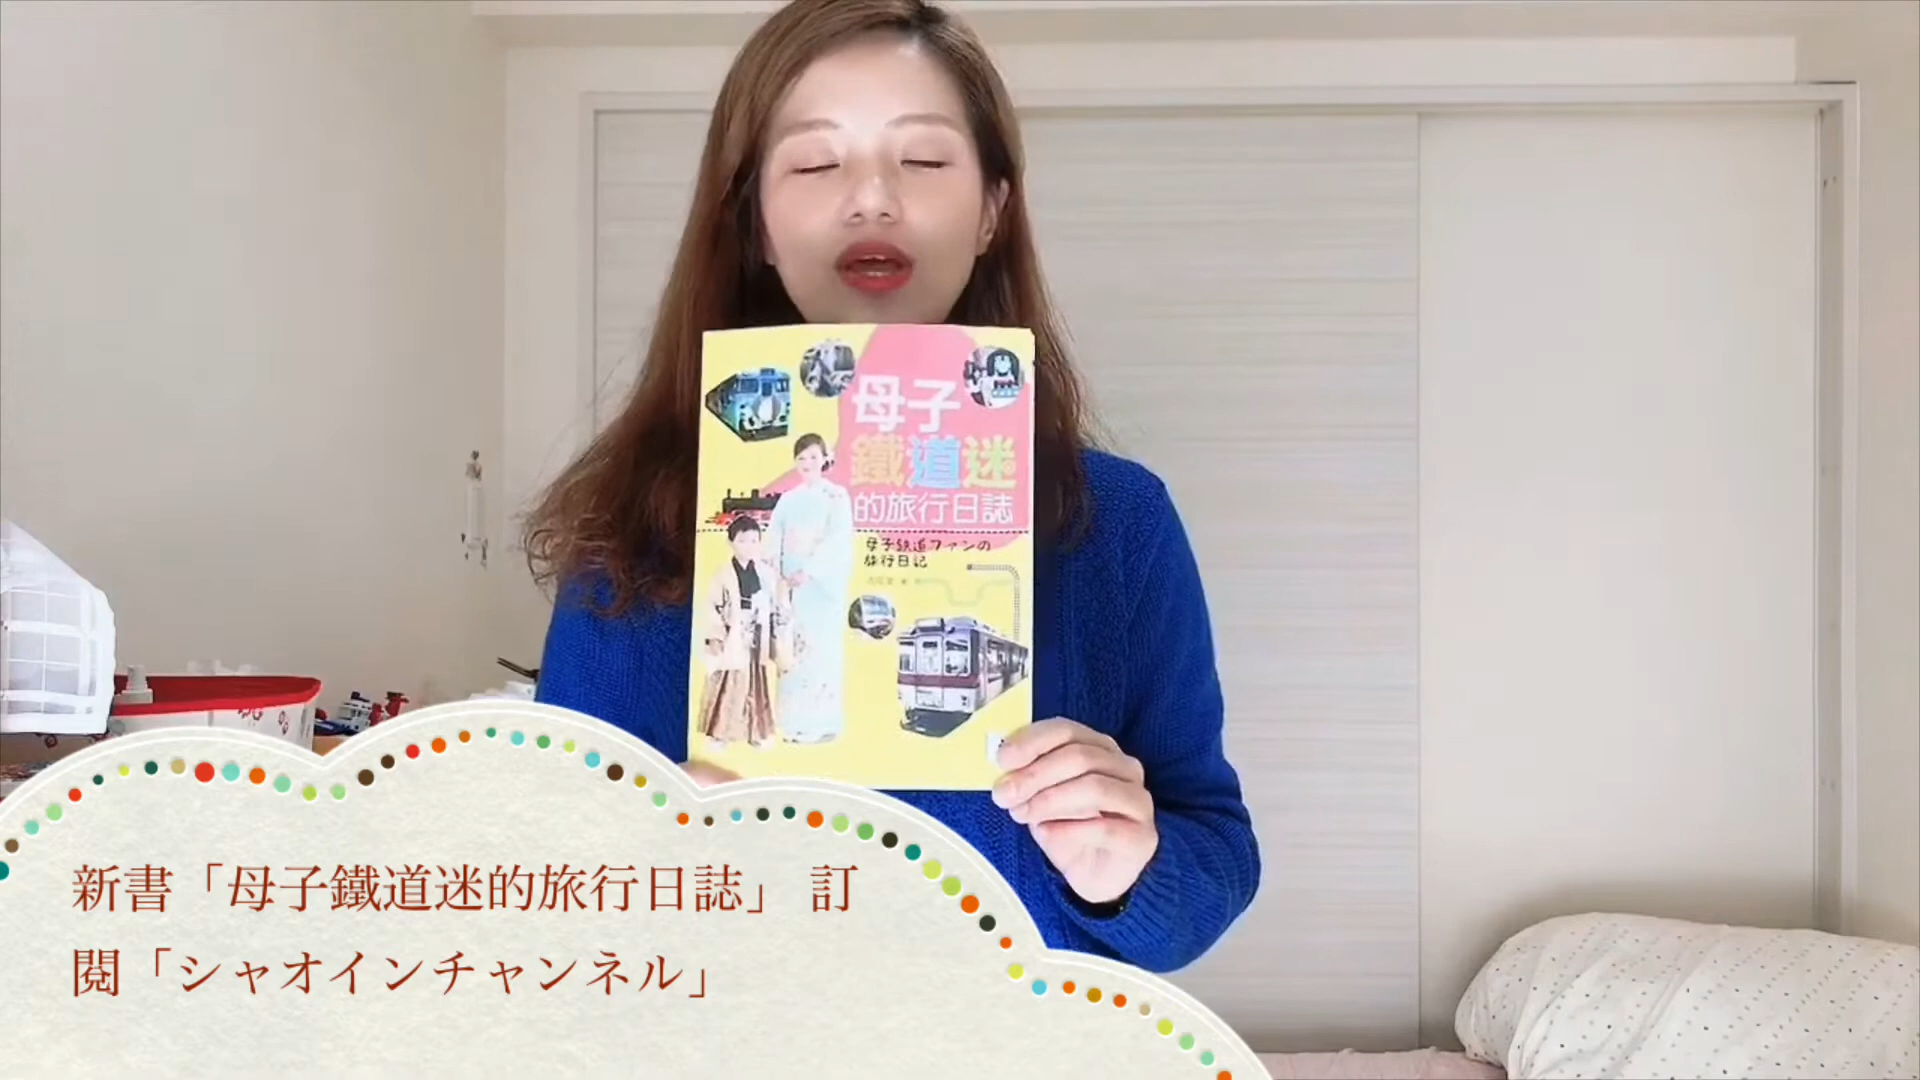 母子
鐵道迷
的旅行日誌
母子鉄道ファンの
旅行日記
新書「母子鐵道迷的旅行日誌」 訂
閱「シャオインチャンネル」